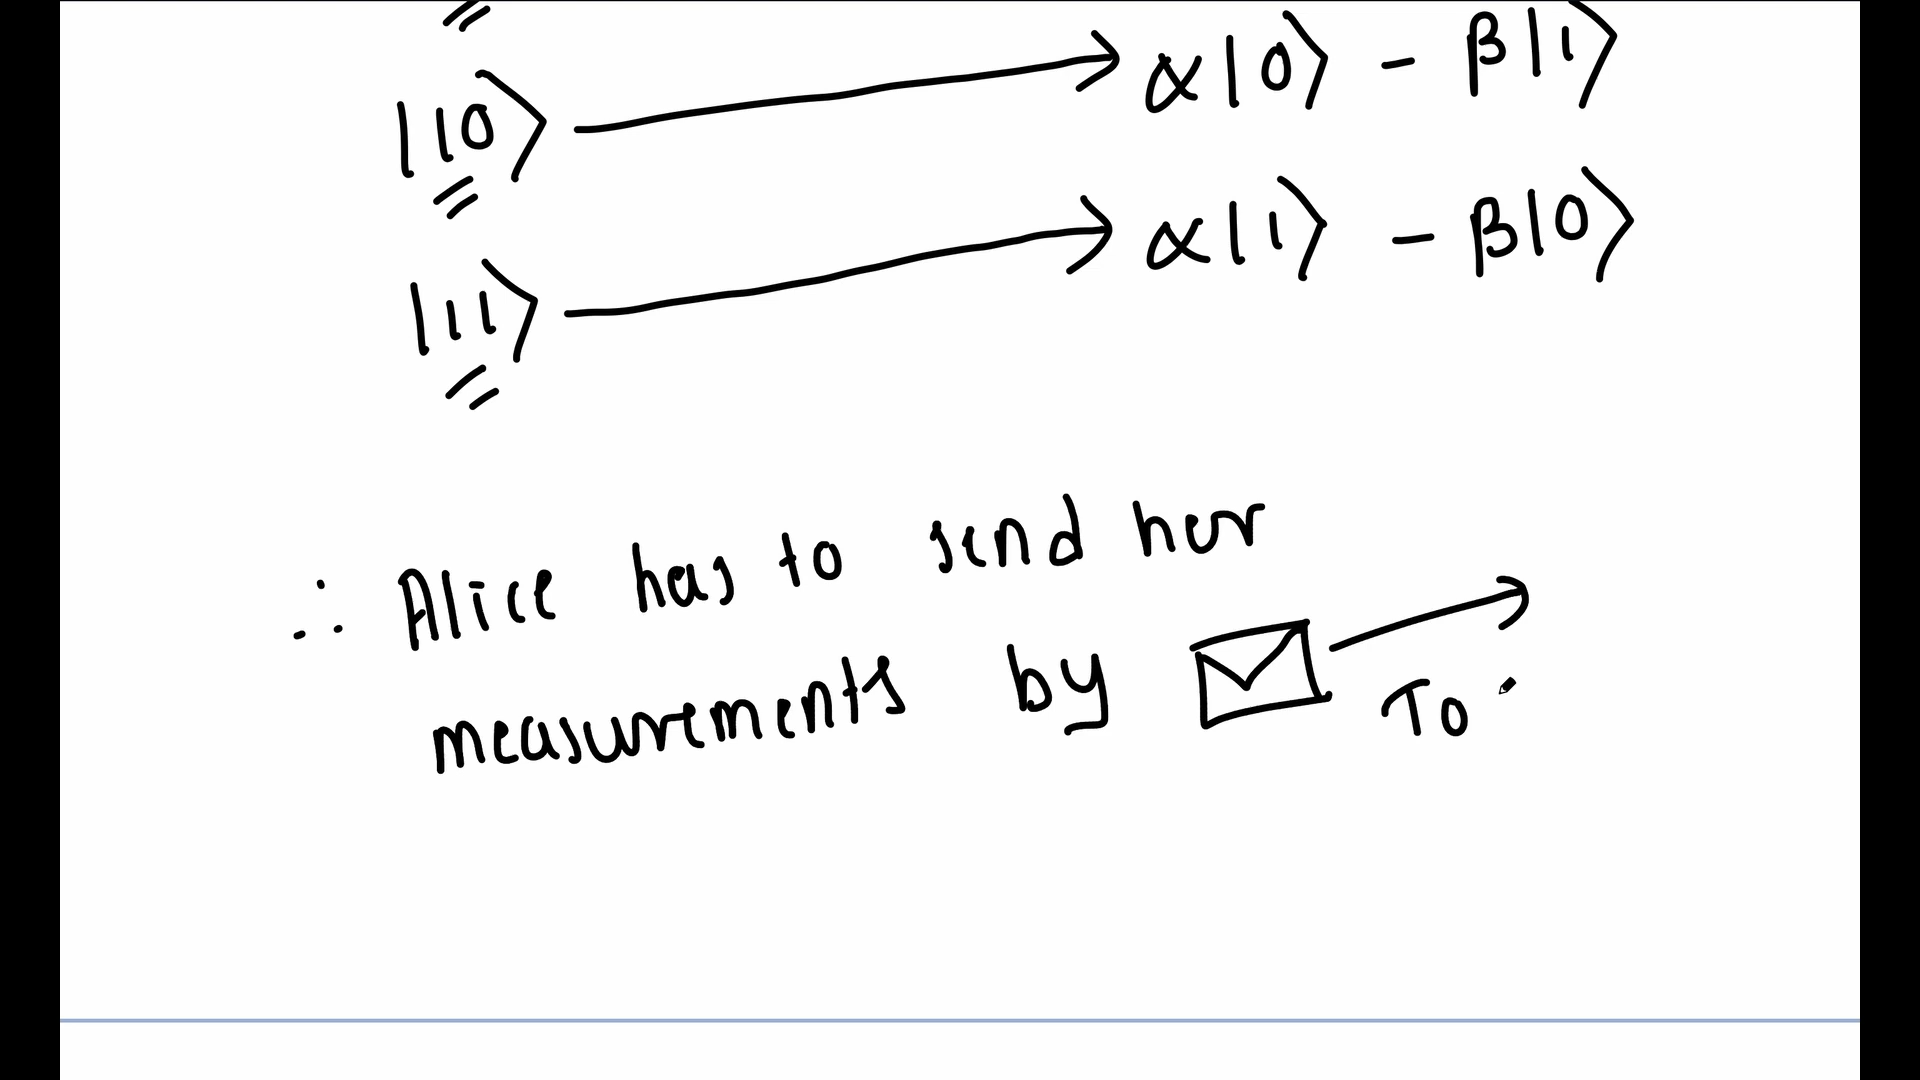 |10⟩ → α|0⟩ - β|1⟩
|11⟩ → α|1⟩ - β|0⟩
∴ Alice has to send her
measurements by ✉ →
To